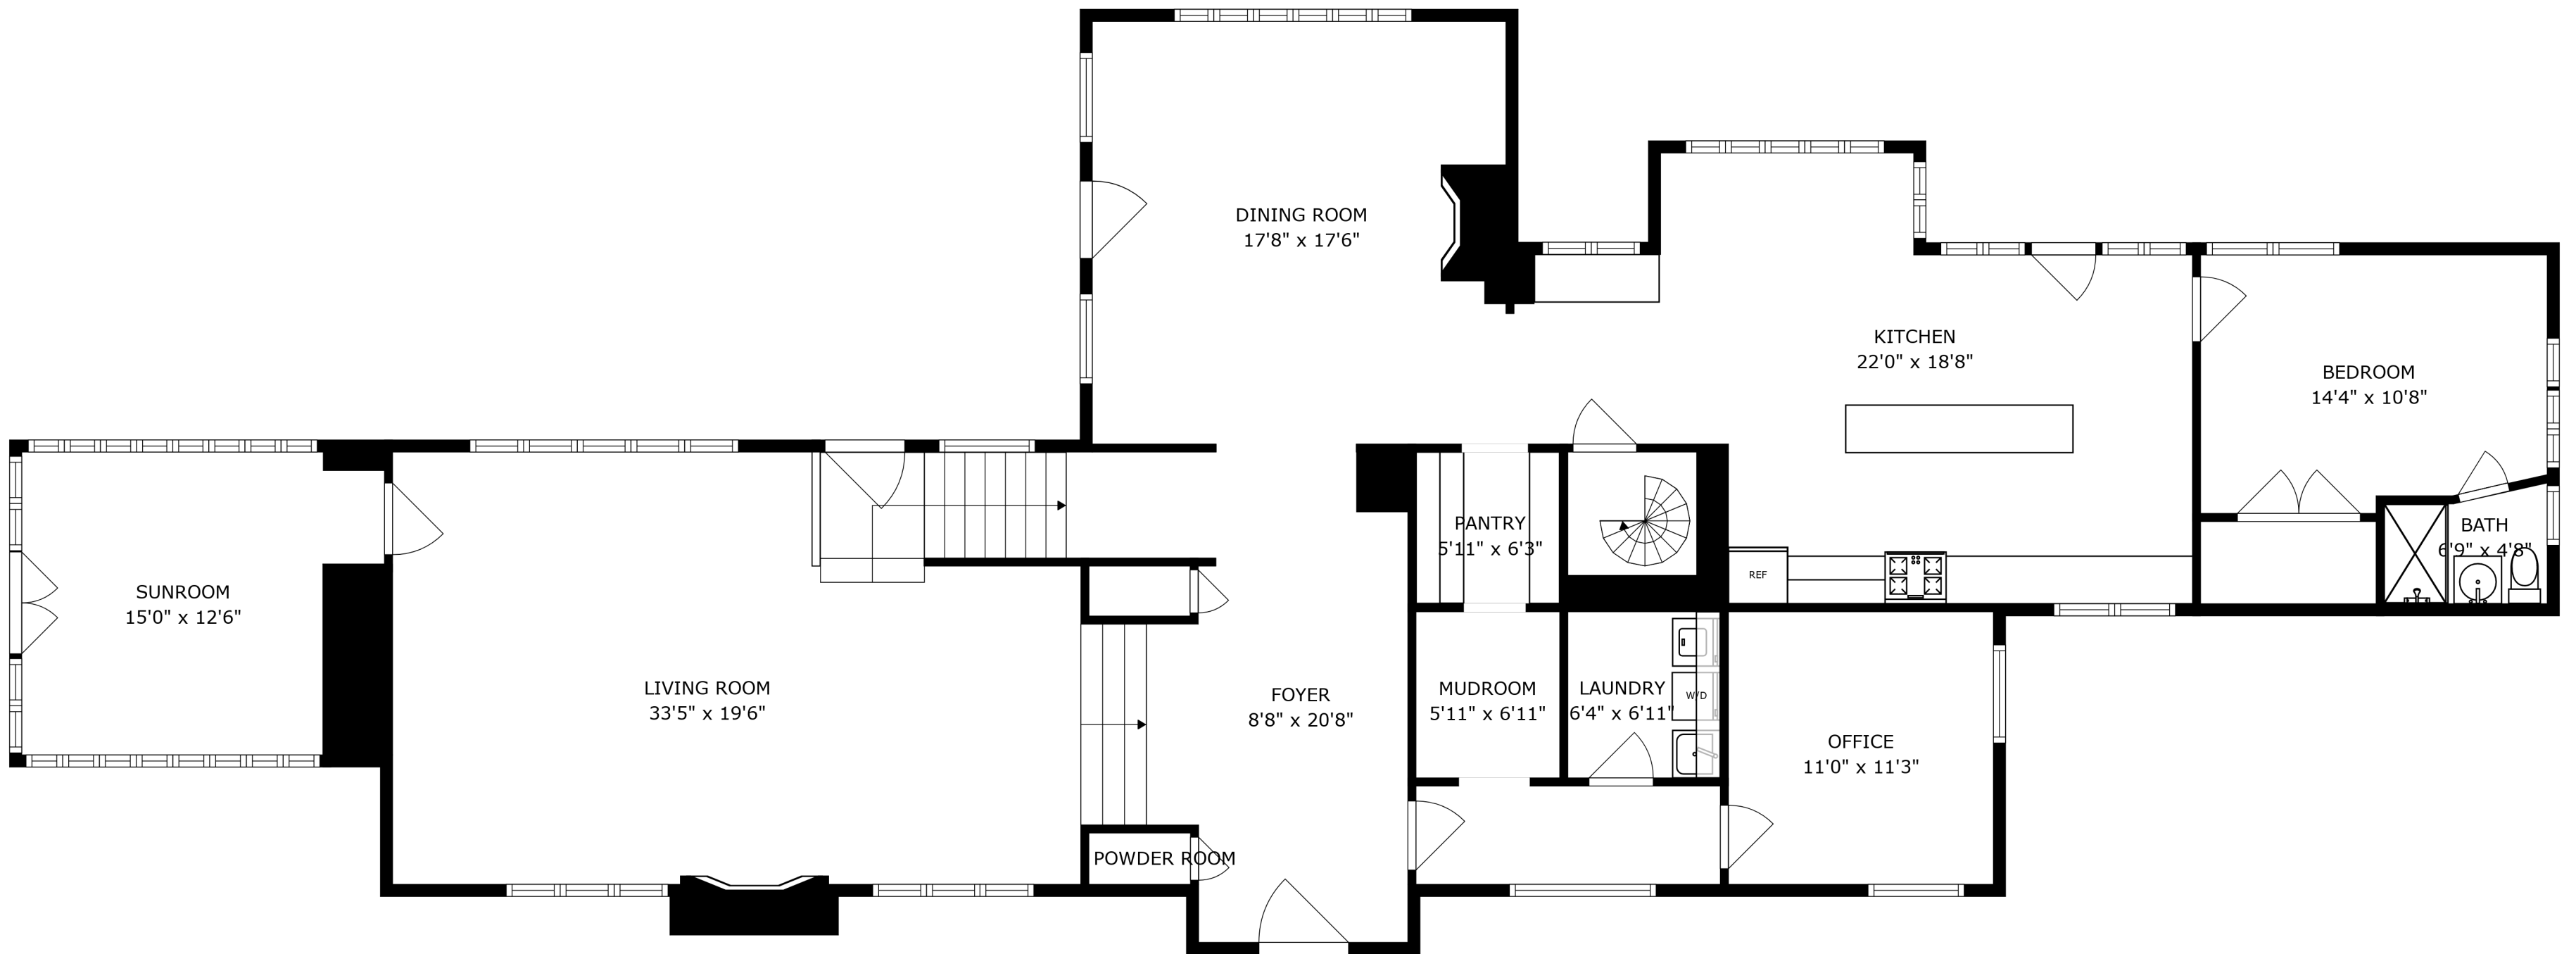 DINING ROOM
17'8" x 17'6"
KITCHEN
22'0" x 18'8"
BEDROOM
14'4" x 10'8"
PANTRY
5'11" x 6'3"
BATH
6'9" x 4'8"
REF
SUNROOM
15'0" x 12'6"
LIVING ROOM
33'5" x 19'6"
FOYER
8'8" x 20'8"
MUDROOM
5'11" x 6'11"
LAUNDRY
6'4" x 6'11"
W/D
OFFICE
11'0" x 11'3"
POWDER ROOM